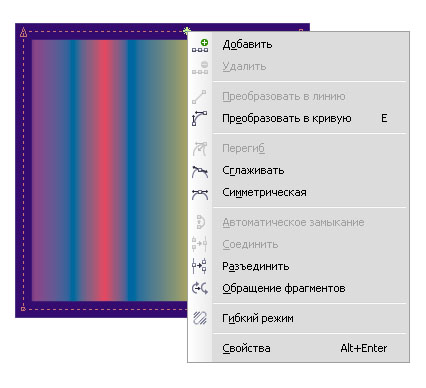 Добавить
Удалить
Преобразовать в линию
Преобразовать в кривую E
Перегиб
Сглаживать
Симметрическая
Автоматическое замыкание
Соединить
Разъединить
Обращение фрагментов
Гибкий режим
Свойства Alt+Enter